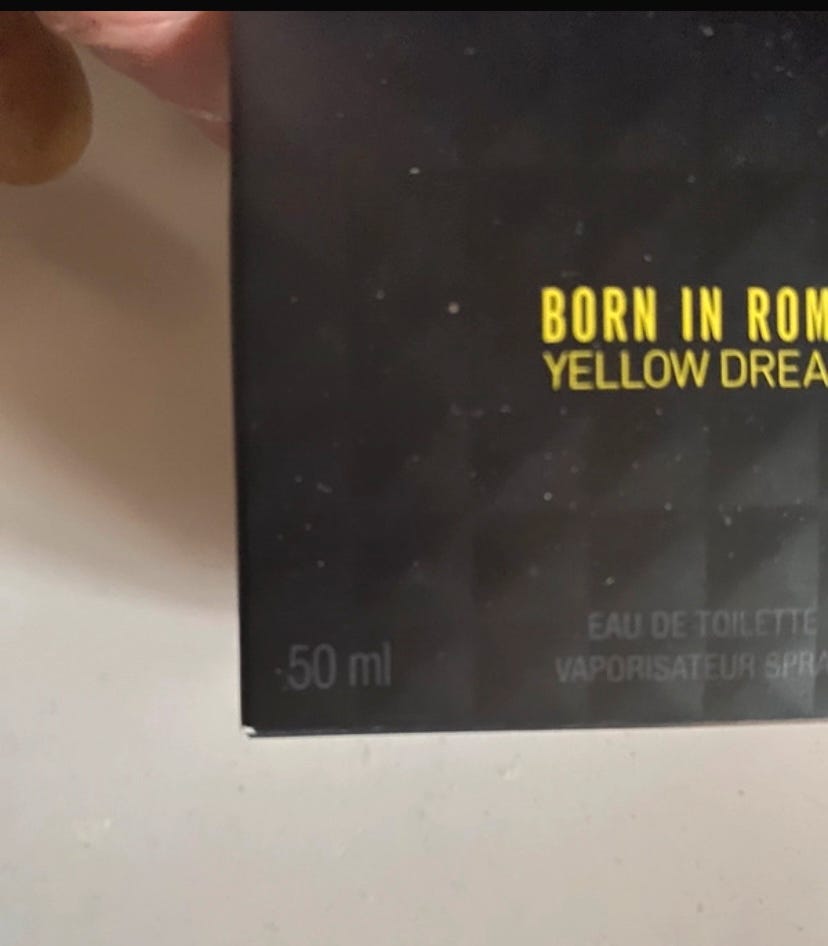 BORN IN ROM
YELLOW DREA
EAU DE TOILETTE
50 ml
VAPORISATEUR SPRA